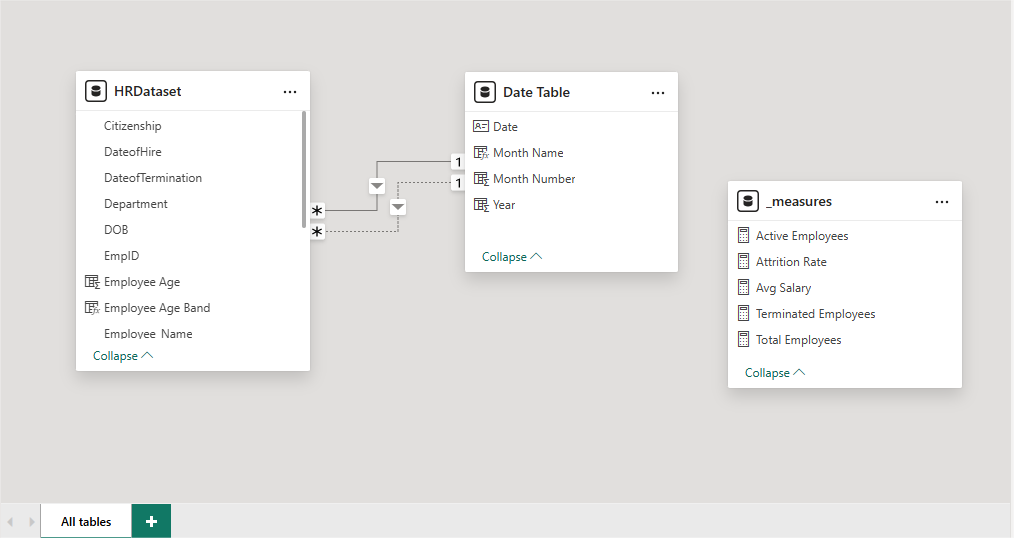 HRDataset
...
Citizenship
DateofHire
DateofTermination
Department
DOB
EmpID
Employee Age
Employee Age Band
Employee_Name
Collapse
*
*
1
1
Date Table
...
Date
Month Name
Month Number
Year
Collapse
_measures
...
Active Employees
Attrition Rate
Avg Salary
Terminated Employees
Total Employees
Collapse
All tables
+